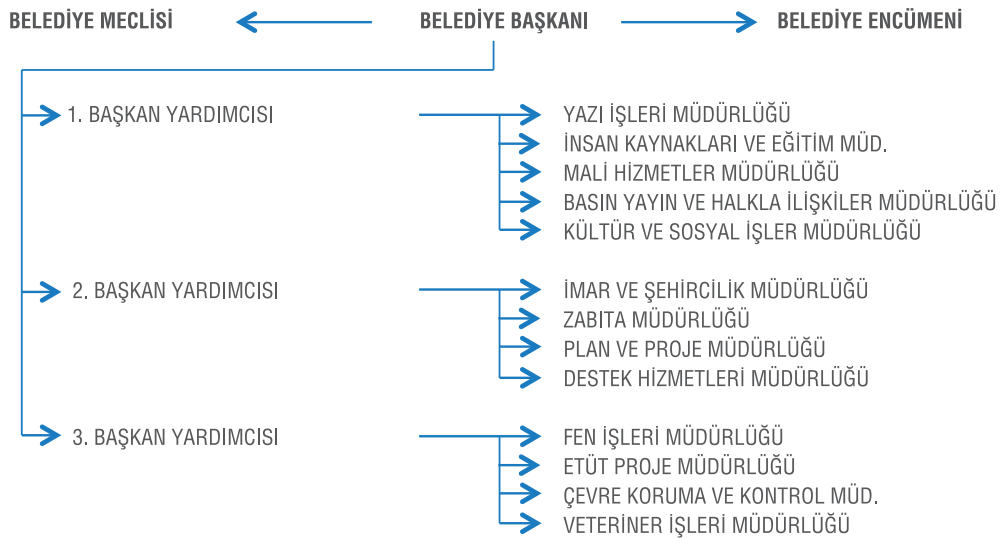 BELEDİYE MECLİSİ
BELEDİYE BAŞKANI
BELEDİYE ENCÜMENİ
1. BAŞKAN YARDIMCISI
YAZI İŞLERİ MÜDÜRLÜĞÜ
İNSAN KAYNAKLARI VE EĞİTİM MÜD.
MALİ HİZMETLER MÜDÜRLÜĞÜ
BASIN YAYIN VE HALKLA İLİŞKİLER MÜDÜRLÜĞÜ
KÜLTÜR VE SOSYAL İŞLER MÜDÜRLÜĞÜ
2. BAŞKAN YARDIMCISI
İMAR VE ŞEHİRCİLİK MÜDÜRLÜĞÜ
ZABITA MÜDÜRLÜĞÜ
PLAN VE PROJE MÜDÜRLÜĞÜ
DESTEK HİZMETLERİ MÜDÜRLÜĞÜ
3. BAŞKAN YARDIMCISI
FEN İŞLERİ MÜDÜRLÜĞÜ
ETÜT PROJE MÜDÜRLÜĞÜ
ÇEVRE KORUMA VE KONTROL MÜD.
VETERİNER İŞLERİ MÜDÜRLÜĞÜ